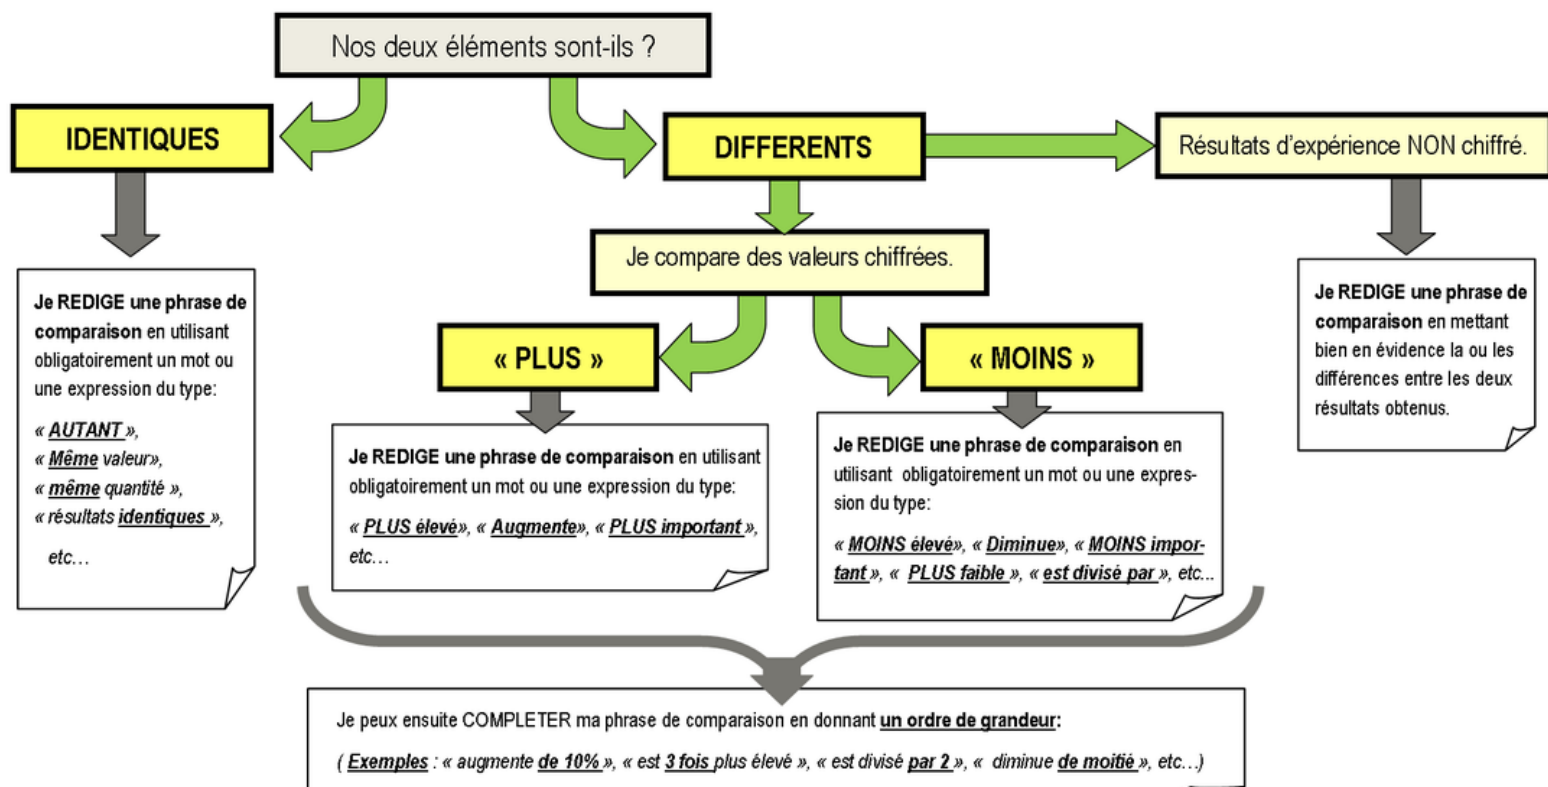 Nos deux éléments sont-ils ?
IDENTIQUES
DIFFERENTS
Résultats d'expérience NON chiffré.
Je compare des valeurs chiffrées.
Je REDIGE une phrase de
comparaison en utilisant
obligatoirement un mot ou
une expression du type:
« AUTANT »,
« Même valeur»,
« même quantité »,
« résultats identiques »,
etc…
« PLUS »
« MOINS »
Je REDIGE une phrase de comparaison en utilisant
obligatoirement un mot ou une expression du type:
« PLUS élevé», « Augmente», « PLUS important »,
etc…
Je REDIGE une phrase de comparaison en
utilisant obligatoirement un mot ou une expres-
sion du type:
« MOINS élevé», « Diminue», « MOINS impor-
tant », « PLUS faible », « est divisé par », etc...
Je REDIGE une phrase de
comparaison en mettant
bien en évidence la ou les
différences entre les deux
résultats obtenus.
Je peux ensuite COMPLETER ma phrase de comparaison en donnant un ordre de grandeur:
( Exemples : « augmente de 10% », « est 3 fois plus élevé », « est divisé par 2 », « diminue de moitié », etc…)